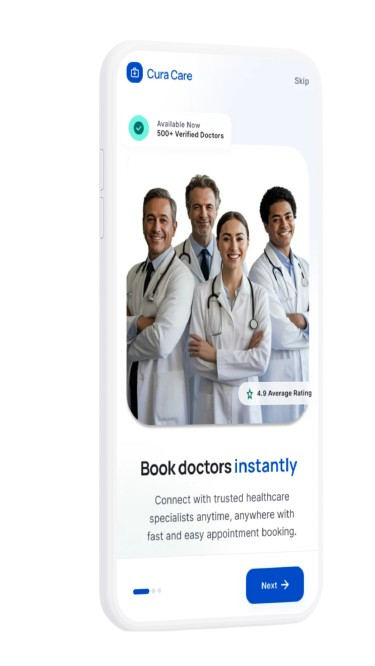 Cura Care
Skip
Available Now
500+ Verified Doctors
4.9 Average Rating
Book doctors instantly
Connect with trusted healthcare
specialists anytime, anywhere with
fast and easy appointment booking.
Next